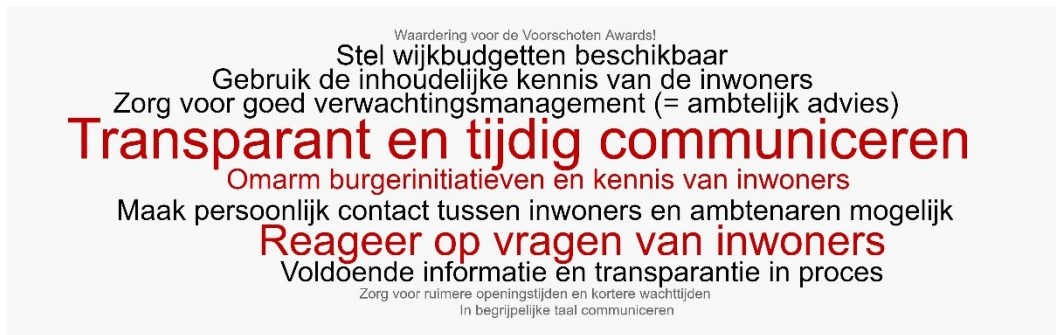 Waardering voor de Voorschoten Awards!
Stel wijkbudgetten beschikbaar
Gebruik de inhoudelijke kennis van de inwoners
Zorg voor goed verwachtingsmanagement (= ambtelijk advies)
Transparant en tijdig communiceren
Omarm burgerinitiatieven en kennis van inwoners
Maak persoonlijk contact tussen inwoners en ambtenaren mogelijk
Reageer op vragen van inwoners
Voldoende informatie en transparantie in proces
Zorg voor ruimere openingstijden en kortere wachttijden
In begrijpelijke taal communiceren